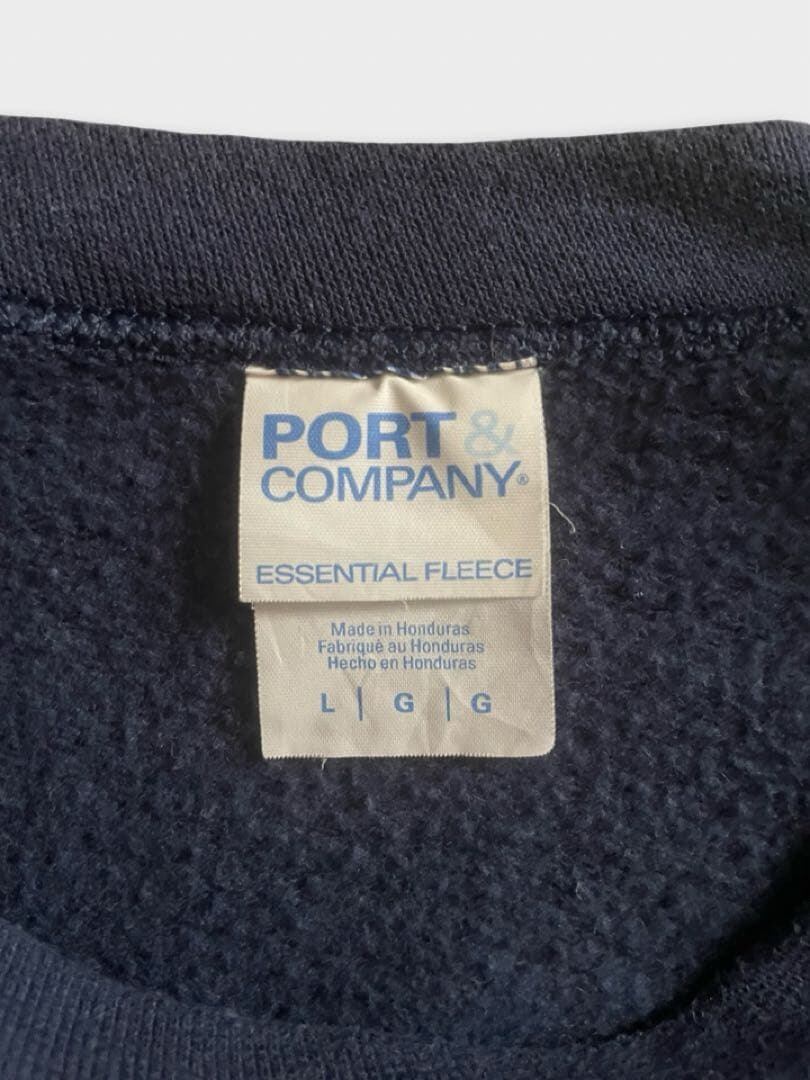 PORT &
COMPANY®
ESSENTIAL FLEECE
Made in Honduras
Fabriqué au Honduras
Hecho en Honduras
L | G | G